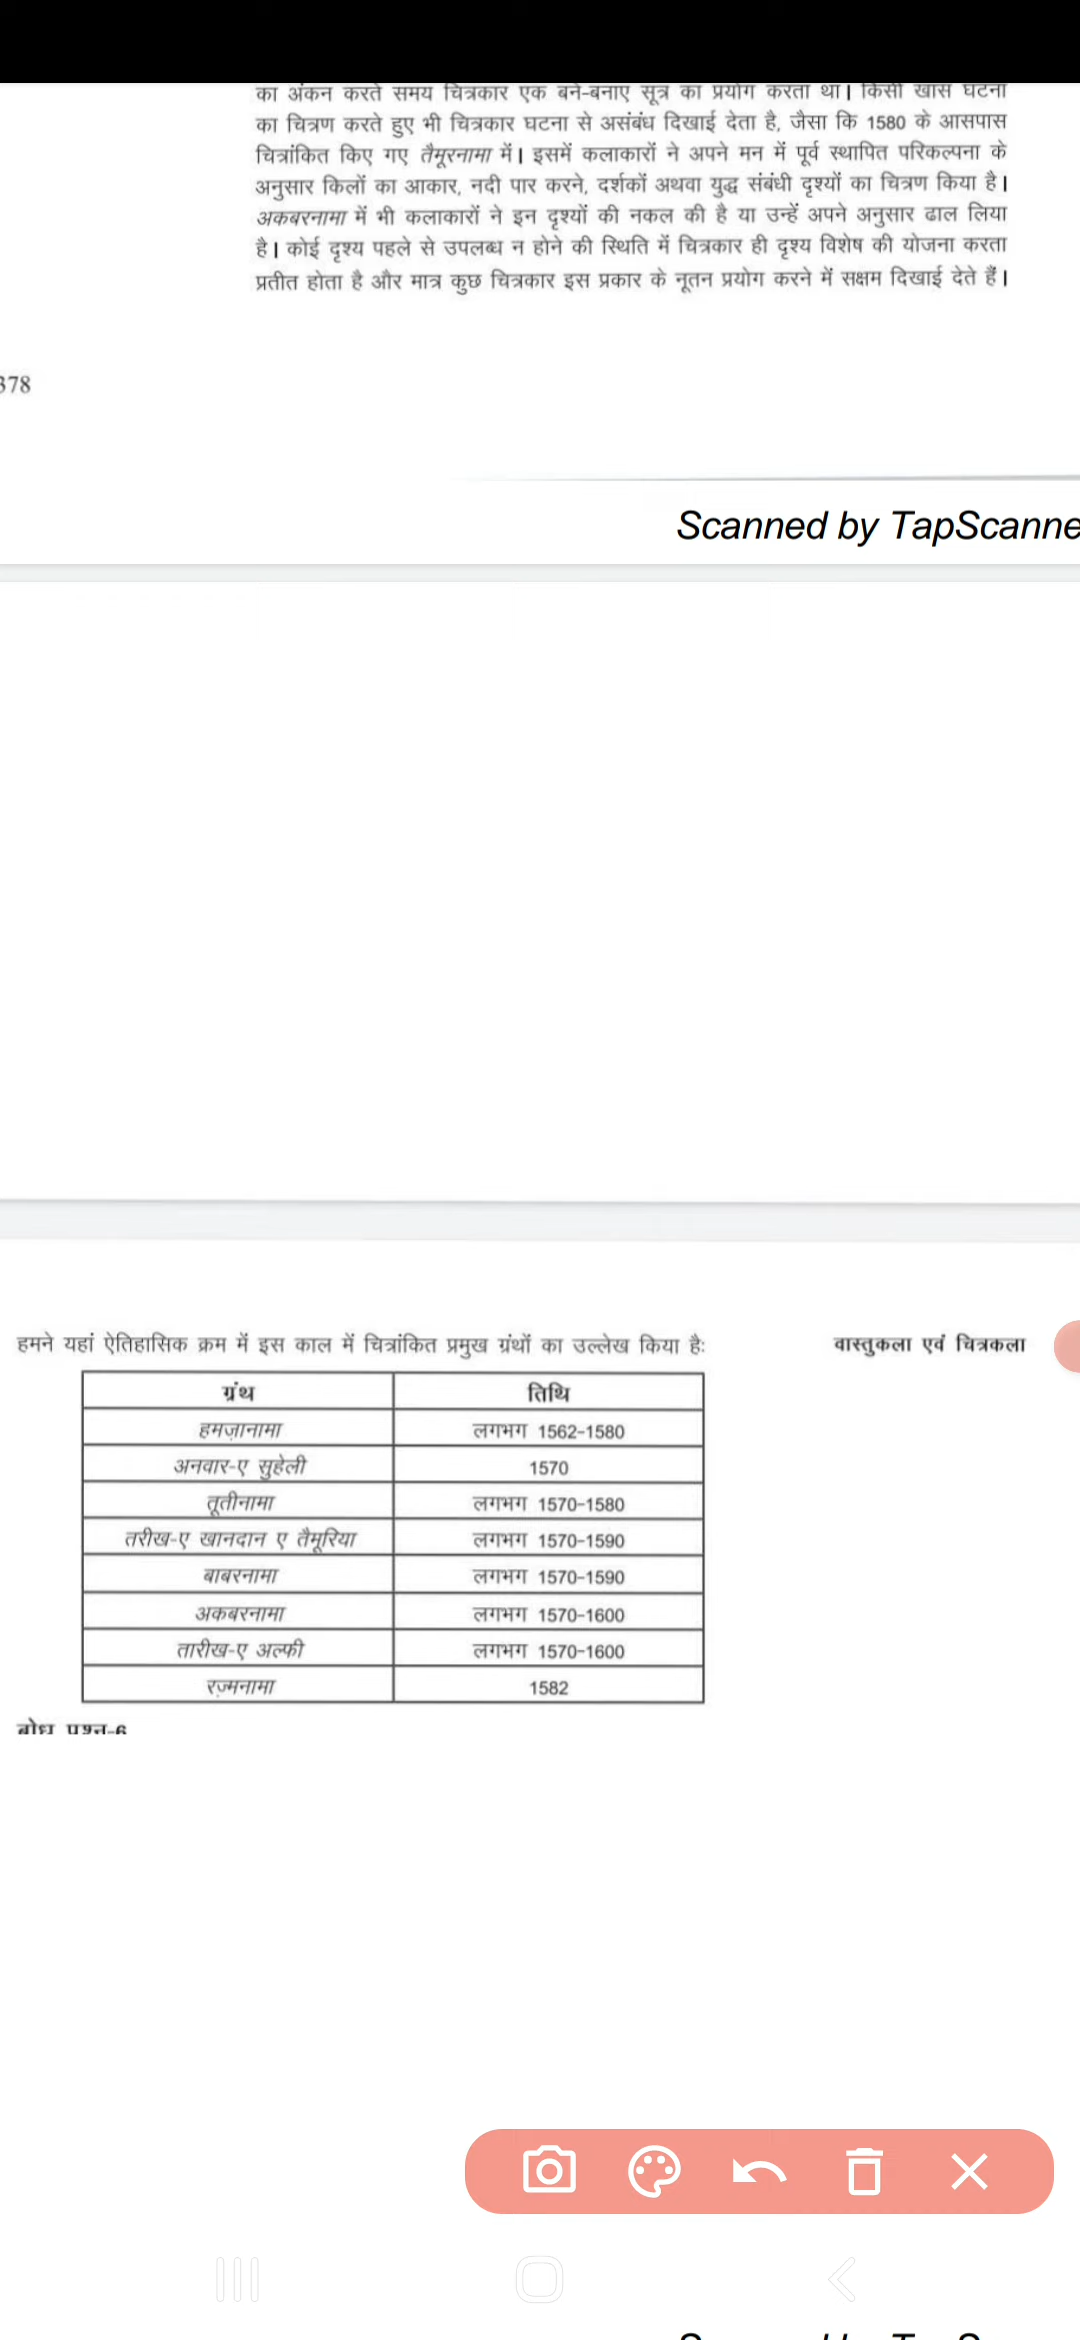 का अंकन करते समय चित्रकार एक बने-बनाए सूत्र का प्रयोग करता था। किसी खास घटना
का चित्रण करते हुए भी चित्रकार घटना से असंबंध दिखाई देता है, जैसा कि 1580 के आसपास
चित्रांकित किए गए तैमूरनामा में। इसमें कलाकारों ने अपने मन में पूर्व स्थापित परिकल्पना के
अनुसार किलों का आकार, नदी पार करने, दर्शकों अथवा युद्ध संबंधी दृश्यों का चित्रण किया है।
अकबरनामा में भी कलाकारों ने इन दृश्यों की नकल की है या उन्हें अपने अनुसार ढाल लिया
है। कोई दृश्य पहले से उपलब्ध न होने की स्थिति में चित्रकार ही दृश्य विशेष की योजना करता
प्रतीत होता है और मात्र कुछ चित्रकार इस प्रकार के नूतन प्रयोग करने में सक्षम दिखाई देते हैं।
378
Scanned by TapScanne
हमने यहां ऐतिहासिक क्रम में इस काल में चित्रांकित प्रमुख ग्रंथों का उल्लेख किया है: वास्तुकला एवं चित्रकला
ग्रंथ तिथि
हमज़ानामा लगभग 1562-1580
अनवार-ए सुहेली 1570
तूतीनामा लगभग 1570-1580
तरीख-ए खानदान ए तैमूरिया लगभग 1570-1590
बाबरनामा लगभग 1570-1590
अकबरनामा लगभग 1570-1600
तारीख-ए अल्फी लगभग 1570-1600
रज़्मनामा 1582
बोध प्रश्न-6